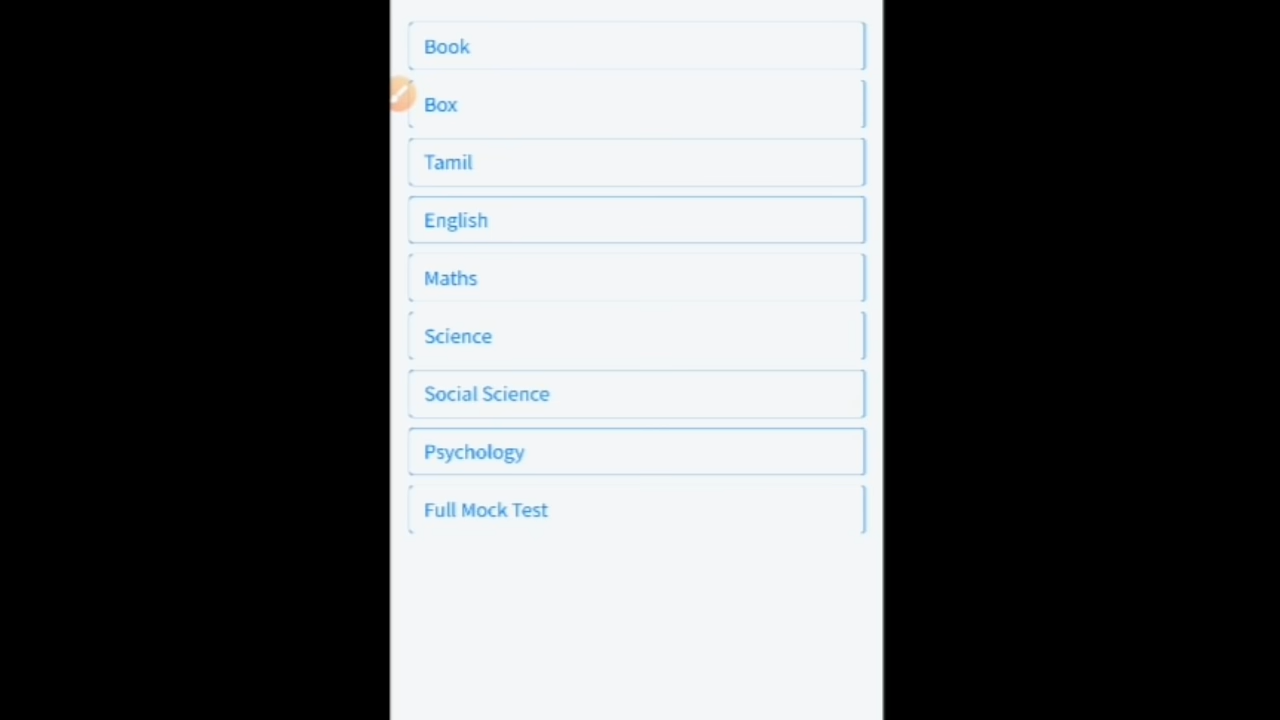 Book
Box
Tamil
English
Maths
Science
Social Science
Psychology
Full Mock Test